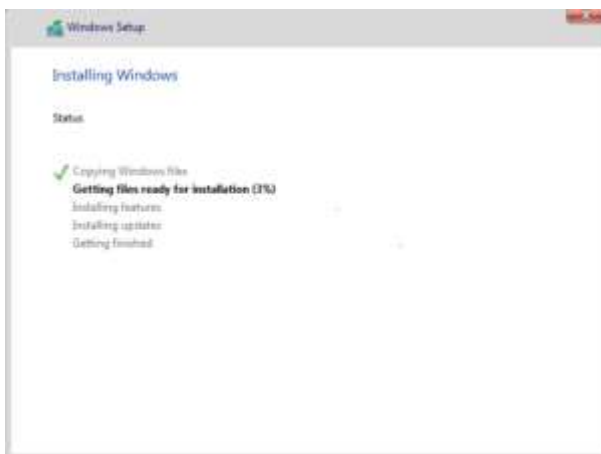 Windows Setup
Installing Windows
Status
Copying Windows files
Getting files ready for installation (3%)
Installing features
Installing updates
Getting finished